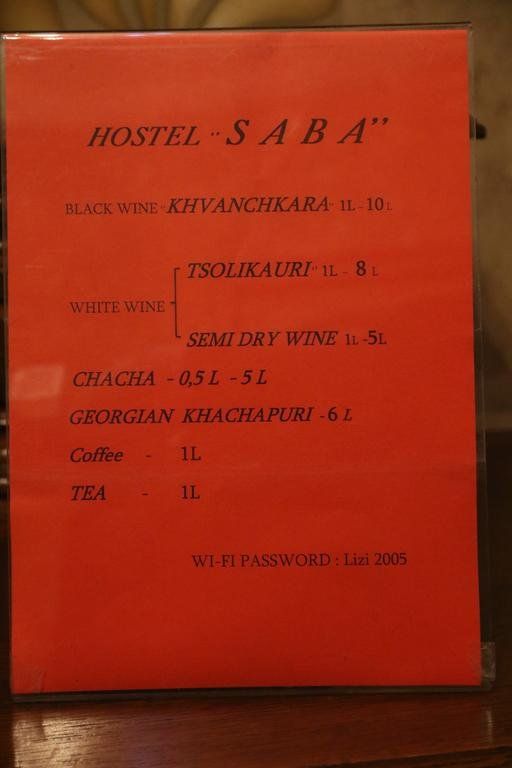 HOSTEL "S A B A"
BLACK WINE "KHVANCHKARA" 1L - 10 L
TSOLIKAURI" 1L - 8 L
WHITE WINE
SEMI DRY WINE 1L -5L
CHACHA - 0,5 L - 5 L
GEORGIAN KHACHAPURI - 6 L
Coffee - 1L
TEA - 1L
WI-FI PASSWORD : Lizi 2005